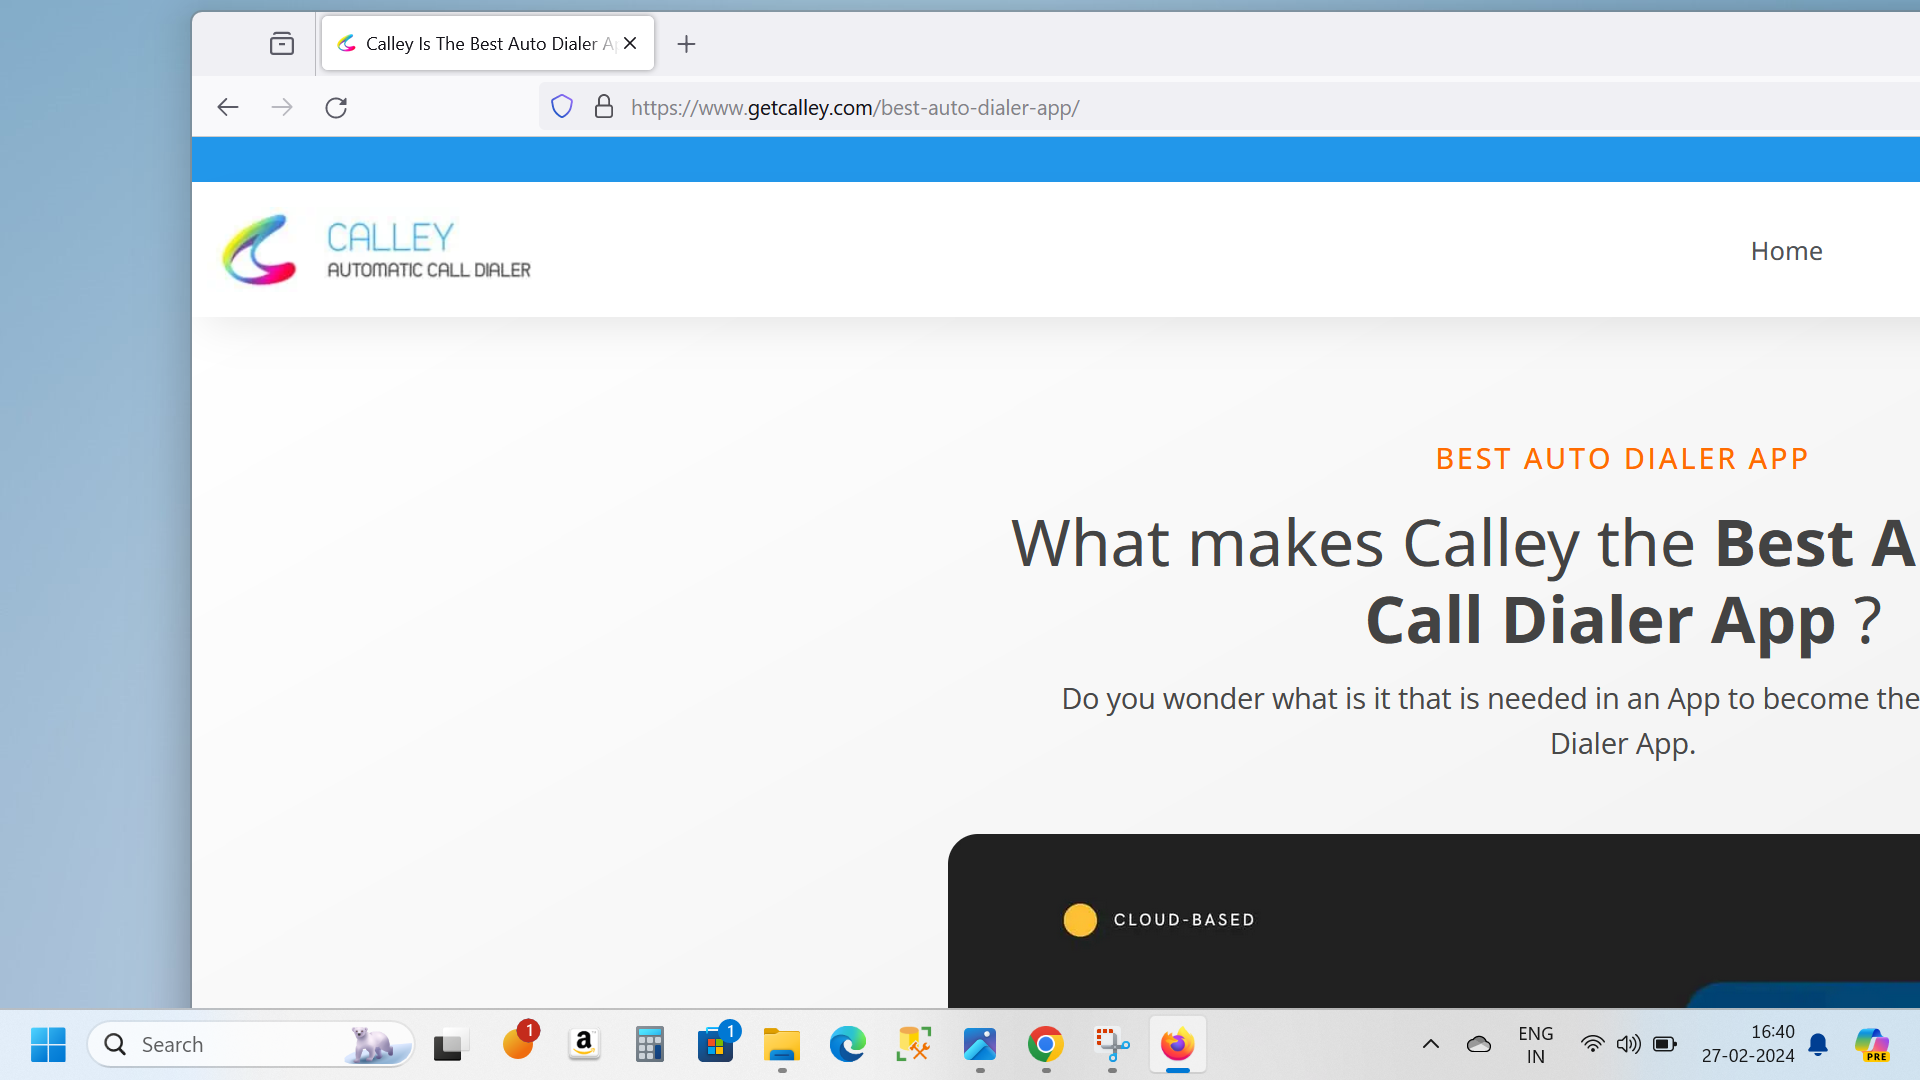 Calley Is The Best Auto Dialer A
https://www.getcalley.com/best-auto-dialer-app/
CALLEY
AUTOMATIC CALL DIALER
Home
BEST AUTO DIALER APP
What makes Calley the Best A
Call Dialer App ?
Do you wonder what is it that is needed in an App to become the
Dialer App.
CLOUD-BASED
Search
1
a
1
ENG
IN
16:40
27-02-2024
PRE